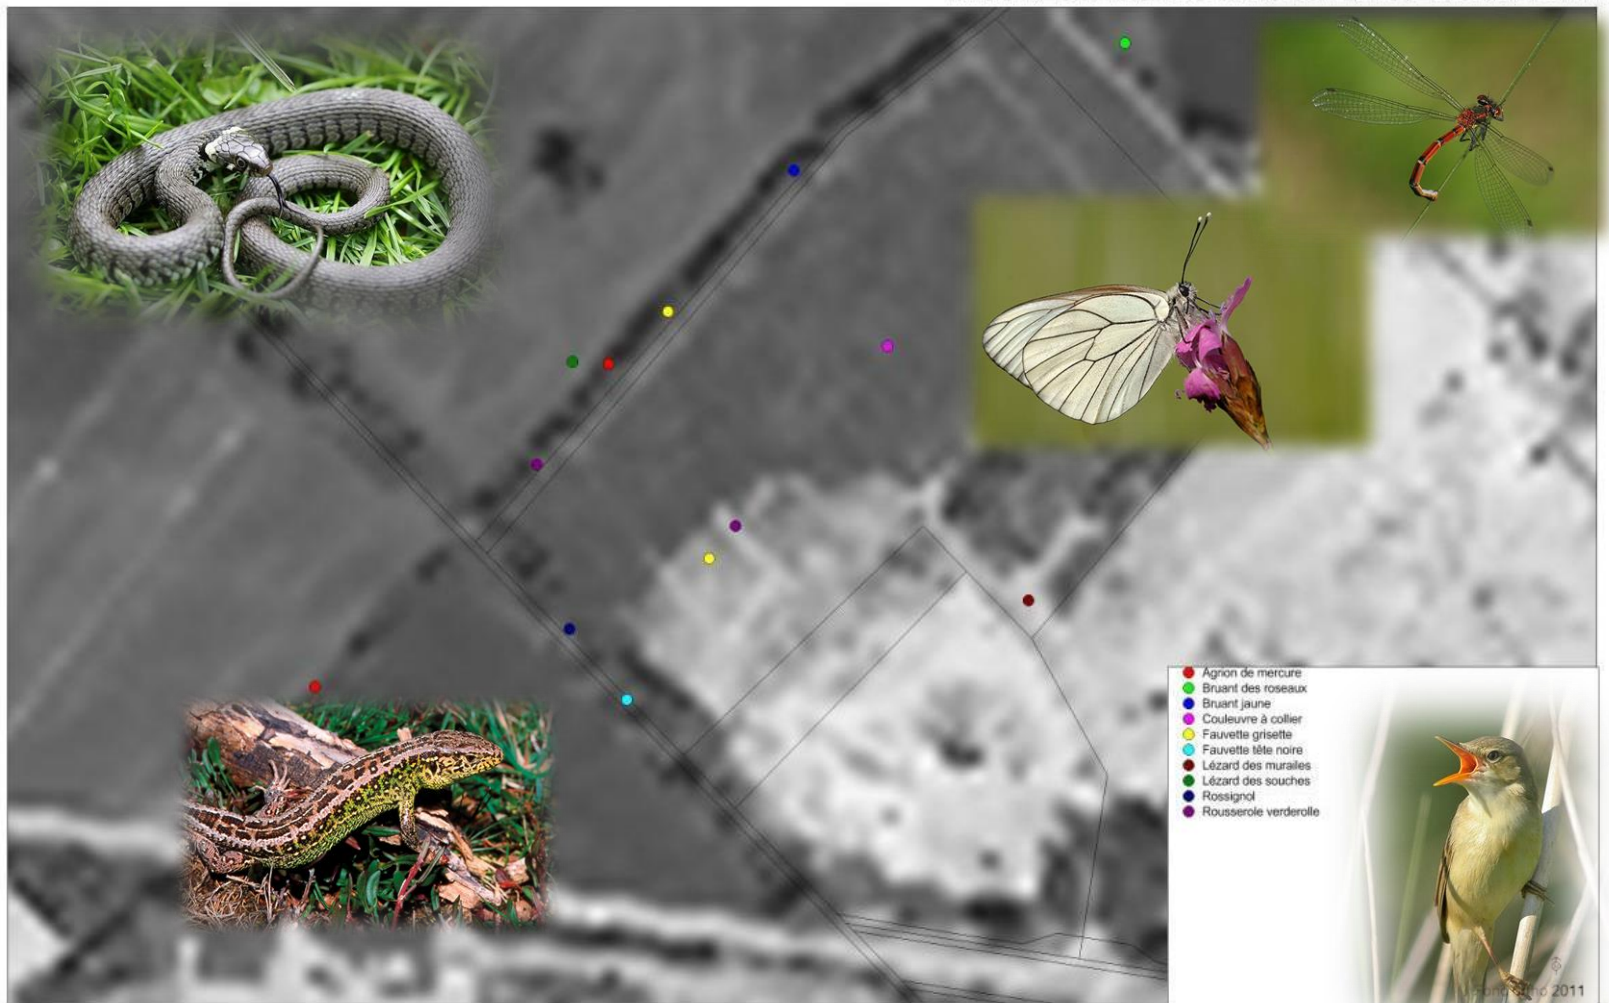 Agrion de mercure
Bruant des roseaux
Bruant jaune
Couleuvre à collier
Fauvette grisette
Fauvette tête noire
Lézard des murailes
Lézard des souches
Rossignol
Rousserole verderolle
2011